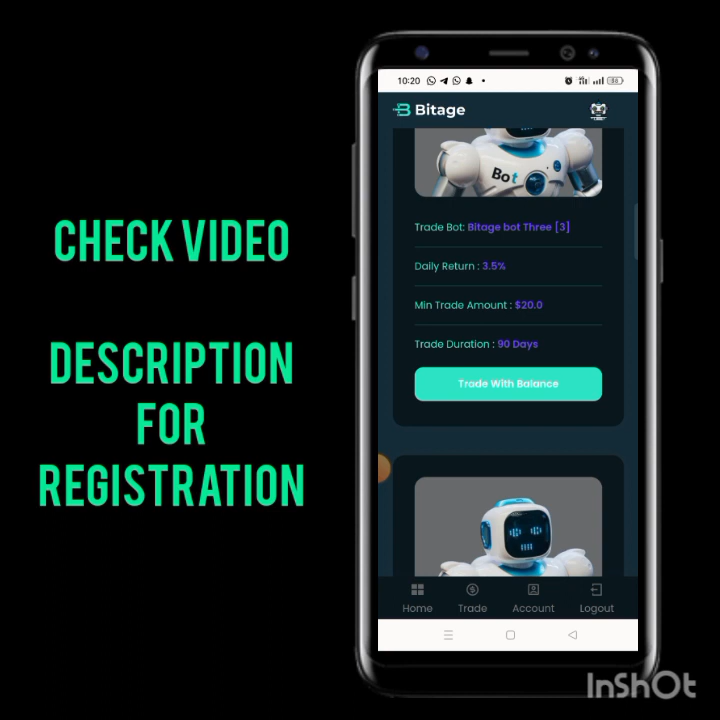 10:20
Bitage
Bot
Trade Bot: Bitage bot Three [3]
Daily Return : 3.5%
Min Trade Amount : $20.0
Trade Duration : 90 Days
Trade With Balance
Home Trade Account Logout
CHECK VIDEO
DESCRIPTION
FOR
REGISTRATION
InShOt